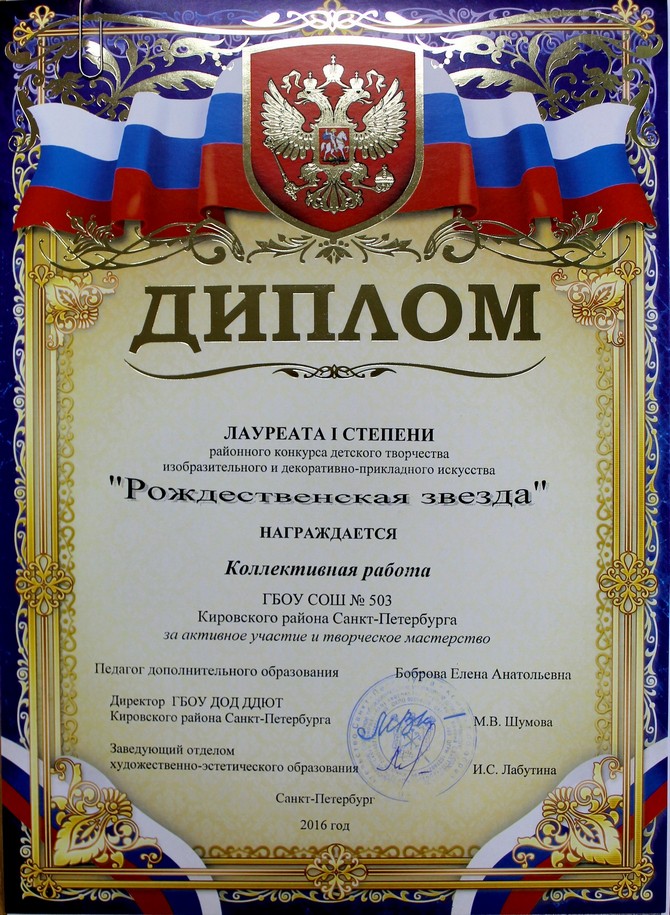 ДИПЛОМ
ЛАУРЕАТА I СТЕПЕНИ
районного конкурса детского творчества
изобразительного и декоративно-прикладного искусства
"Рождественская звезда"
НАГРАЖДАЕТСЯ
Коллективная работа
ГБОУ СОШ № 503
Кировского района Санкт-Петербурга
за активное участие и творческое мастерство
Педагог дополнительного образования Боброва Елена Анатольевна
Директор ГБОУ ДОД ДДЮТ
Кировского района Санкт-Петербурга М.В. Шумова
Заведующий отделом
художественно-эстетического образования И.С. Лабутина
Санкт-Петербург
2016 год